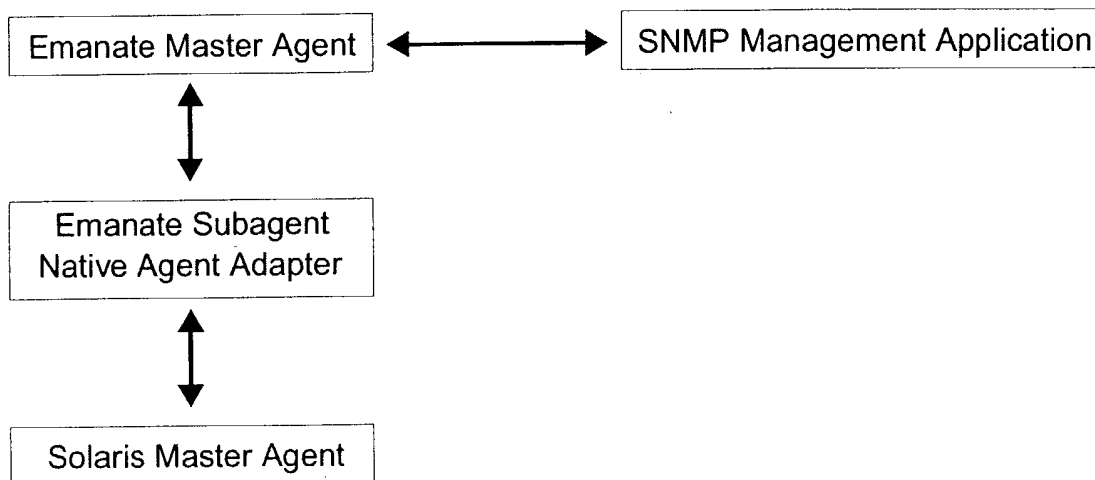 Emanate Master Agent
SNMP Management Application
Emanate Subagent
Native Agent Adapter
Solaris Master Agent